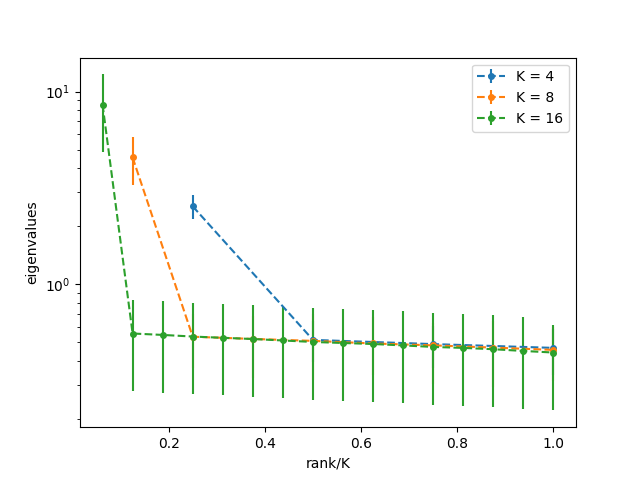 K = 4
K = 8
K = 16
10¹
10⁰
eigenvalues
0.2 0.4 0.6 0.8 1.0
rank/K